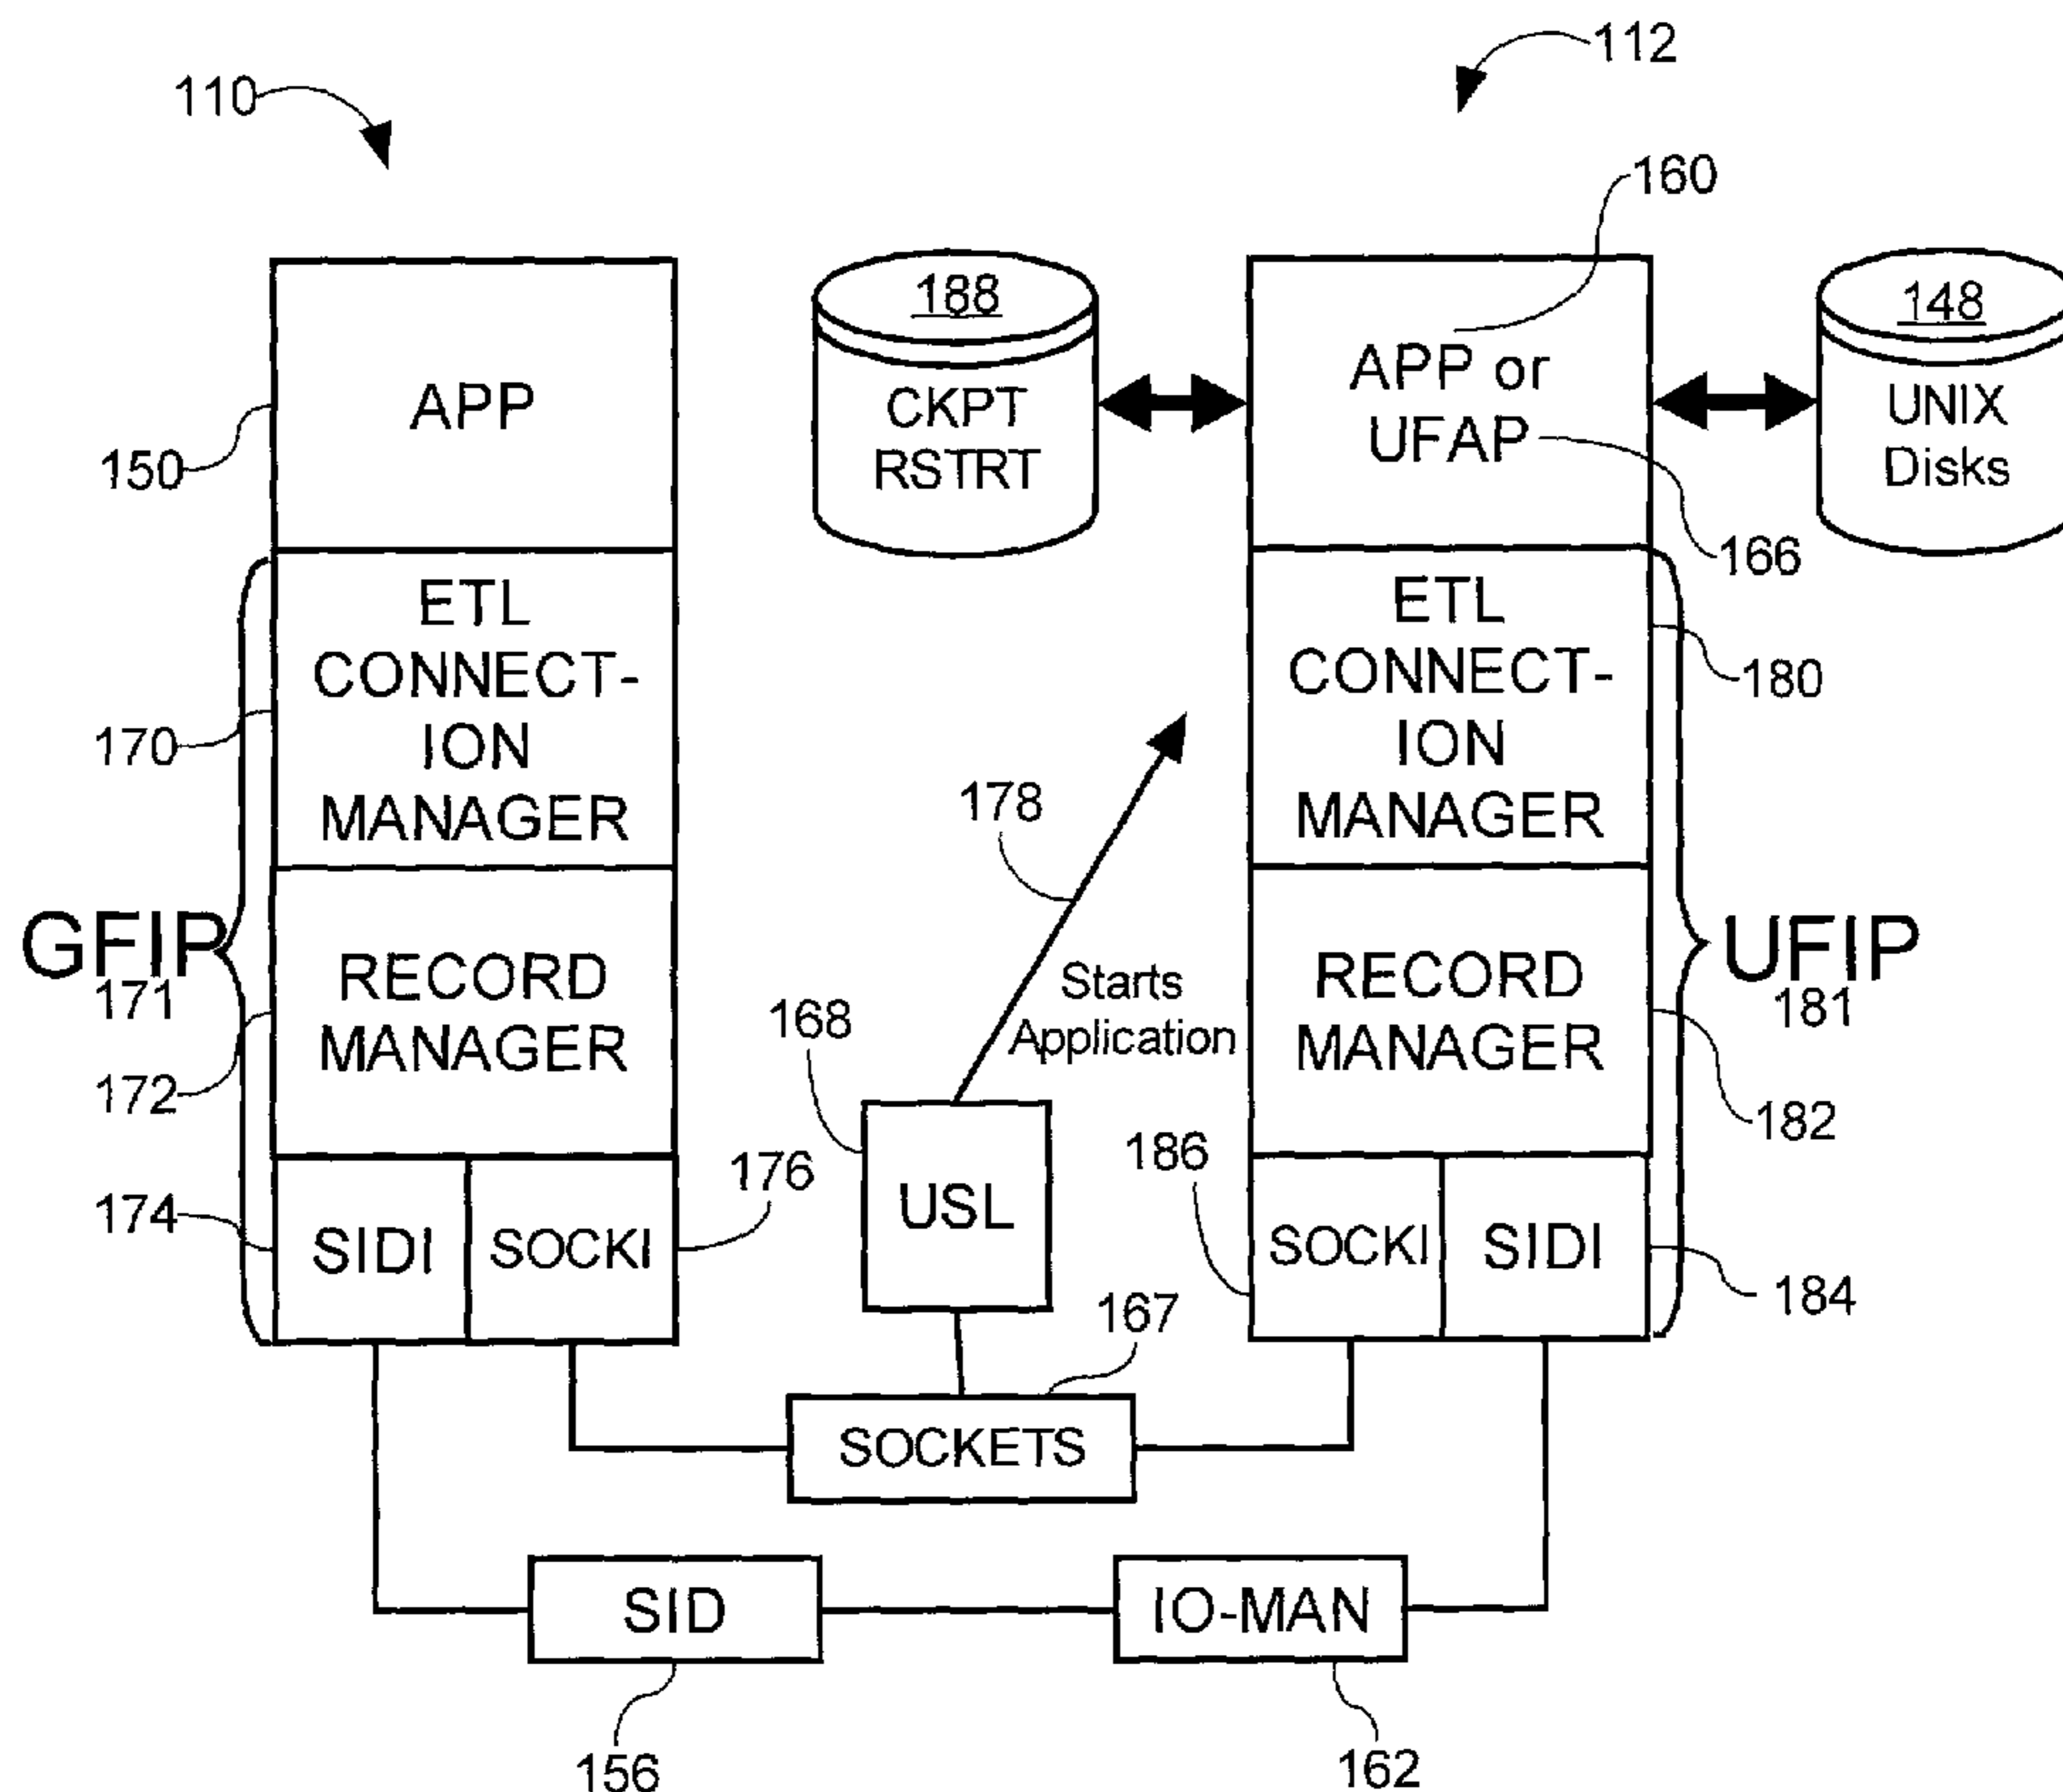 112
110
160
188
148
APP
APP or
UFAP
CKPT
RSTRT
UNIX
Disks
150
166
ETL
CONNECT-
ION
MANAGER
ETL
CONNECT-
ION
MANAGER
170
180
178
GFIP
171
RECORD
MANAGER
Starts
Application
RECORD
MANAGER
UFIP
181
172
168
182
174
SIDI
SOCKI
176
USL
186
SOCKI
SIDI
184
167
SOCKETS
SID
IO-MAN
156
162